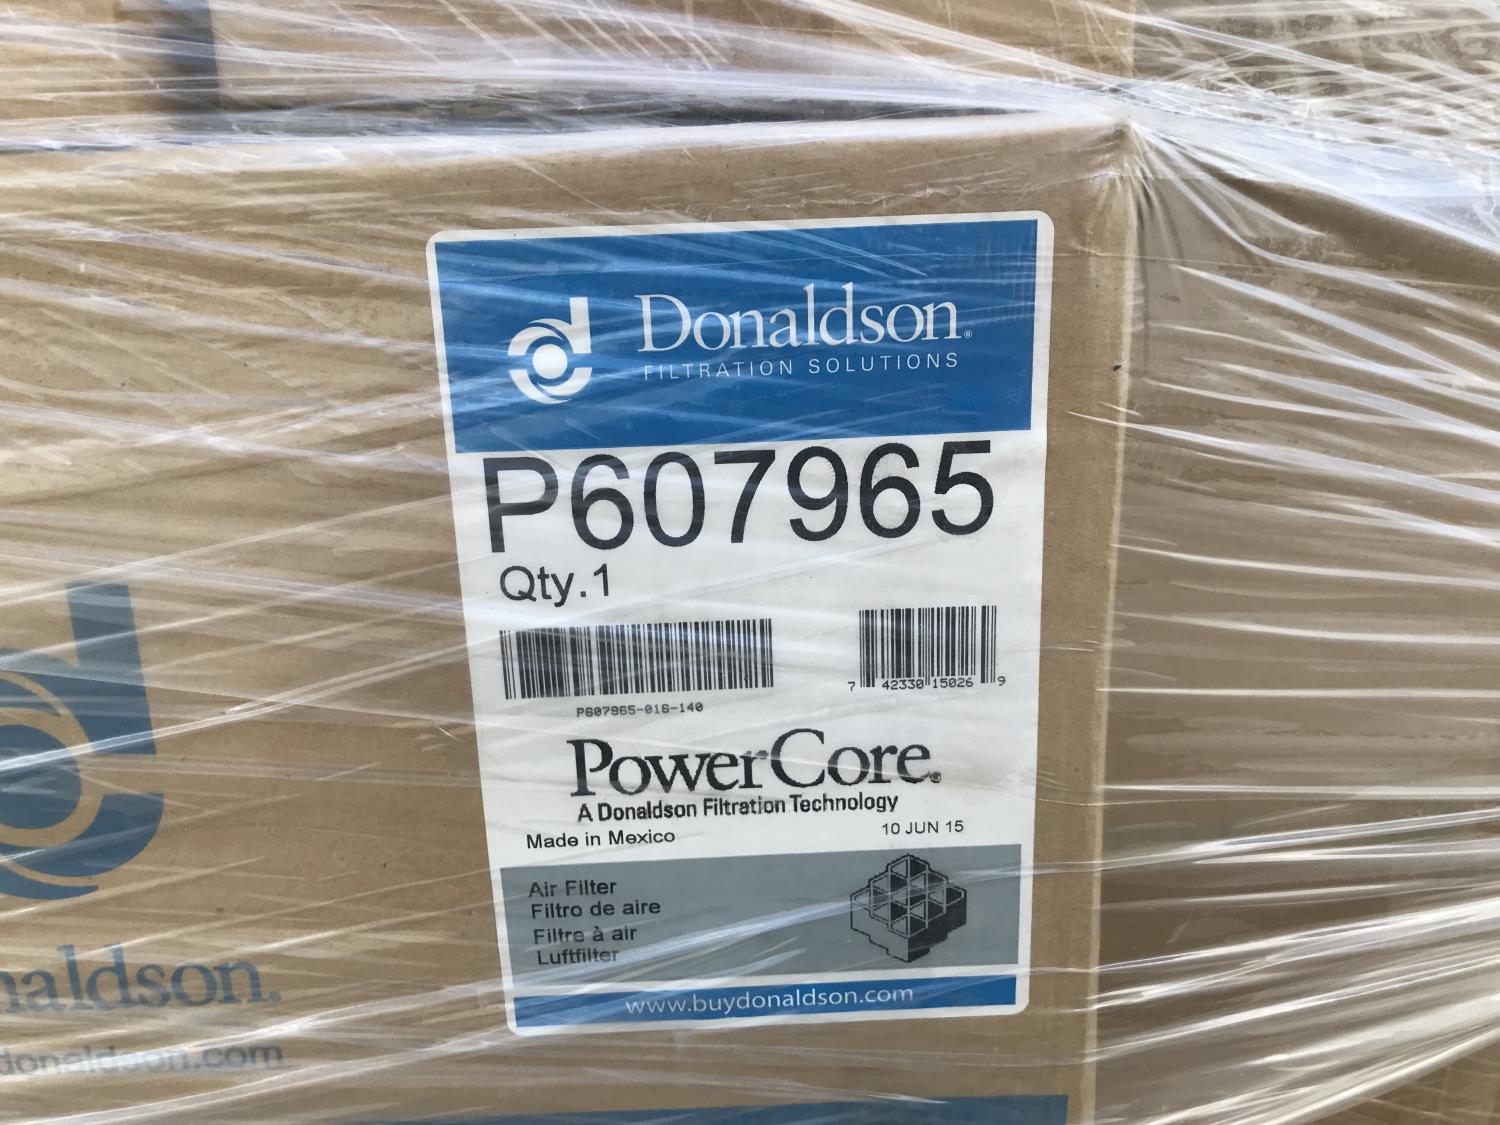 Donaldson®
FILTRATION SOLUTIONS
P607965
Qty.1
P607965-016-140
7 42330 15026 9
PowerCore®
A Donaldson Filtration Technology
Made in Mexico
10 JUN 15
Air Filter
Filtro de aire
Filtre à air
Luftfilter
www.buydonaldson.com
naldson.
donaldson.com